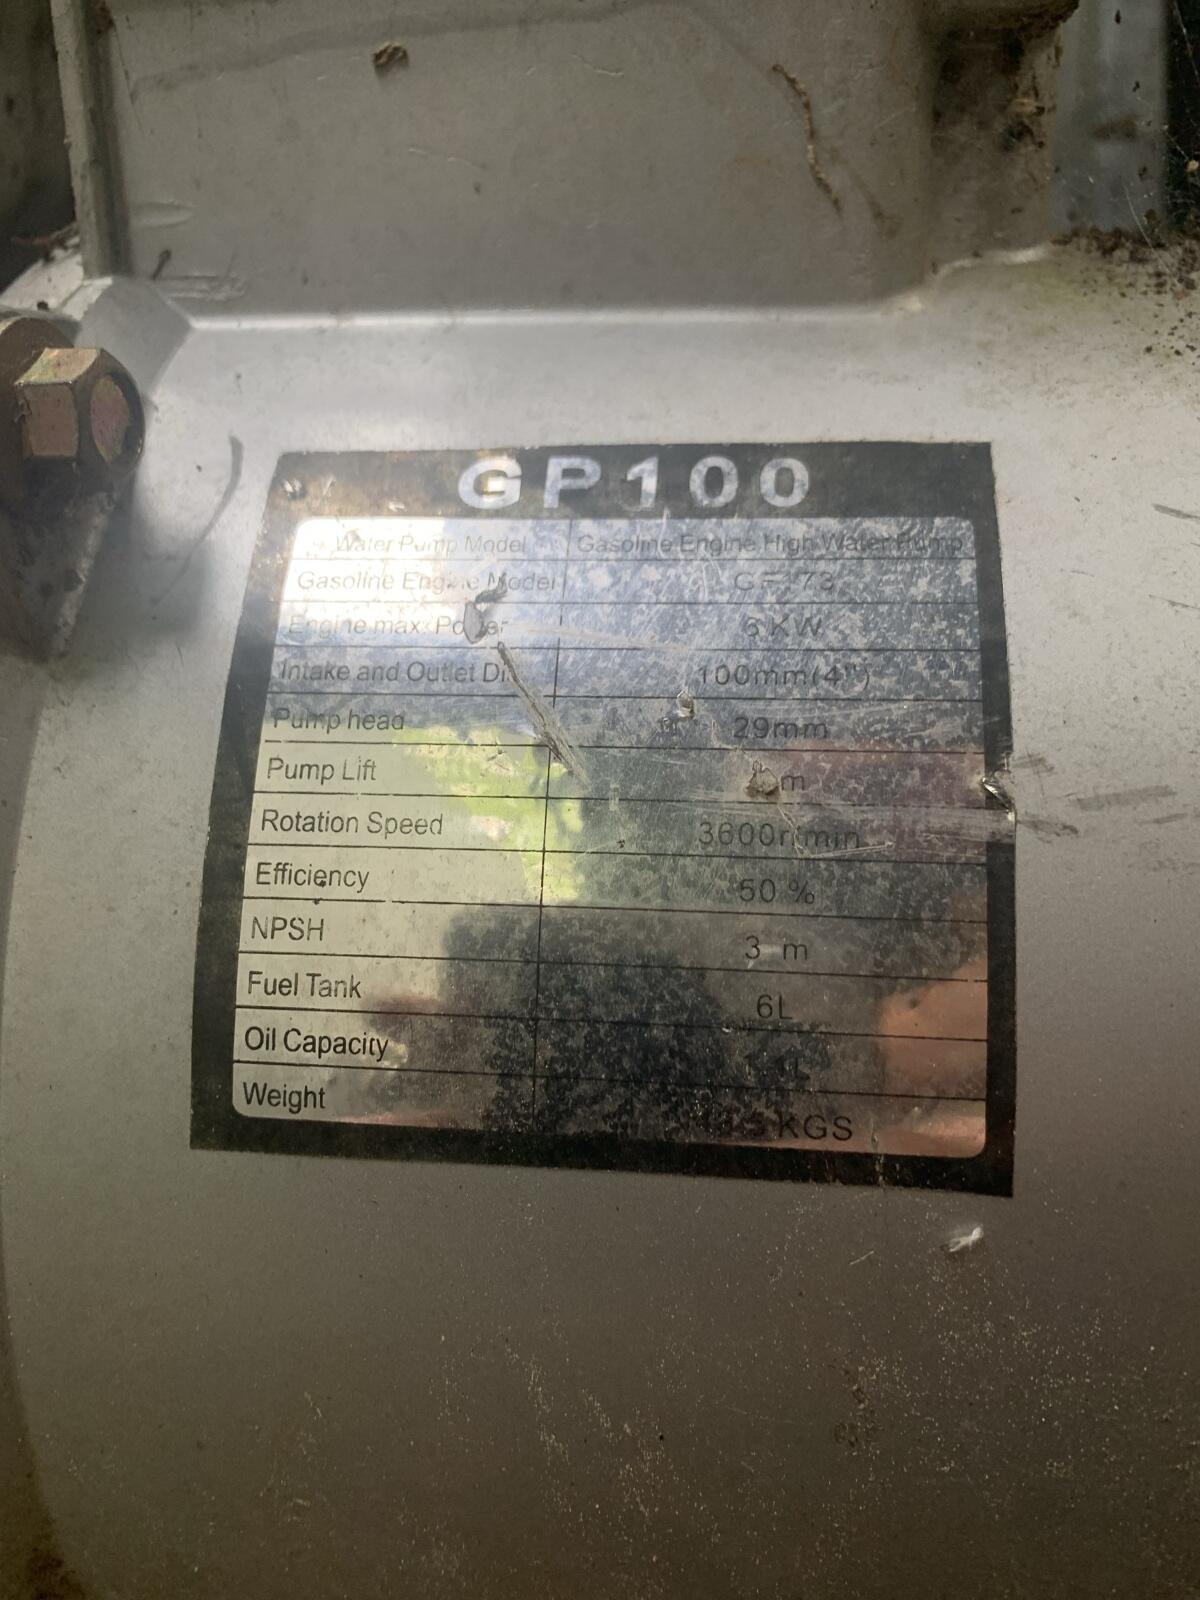 GP100
Water Pump Model Gasoline Engine High Water Pump
Gasoline Engine Model
Engine max. Power 6 KW
Intake and Outlet 100mm(4")
Pump head 29mm
Pump Lift m
Rotation Speed 3600r/min
Efficiency 50 %
NPSH 3 m
Fuel Tank 6L
Oil Capacity
Weight KGS